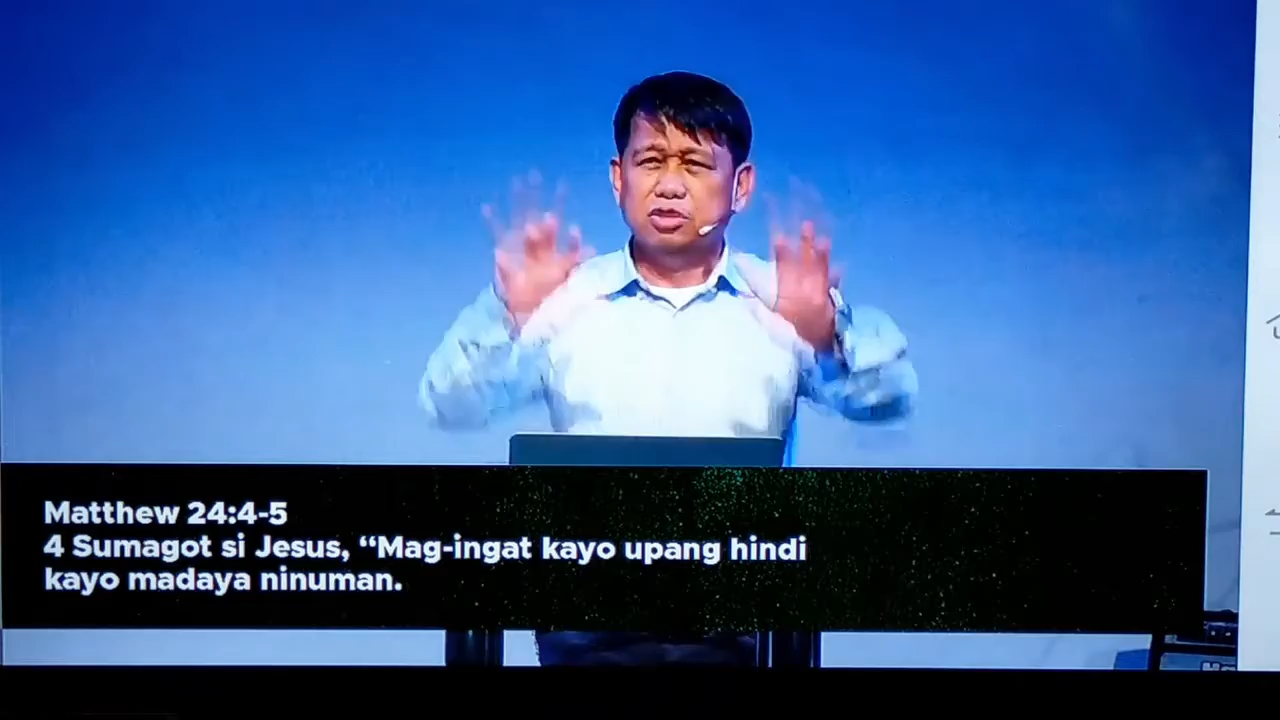 Matthew 24:4-5
4 Sumagot si Jesus, “Mag-ingat kayo upang hindi
kayo madaya ninuman.